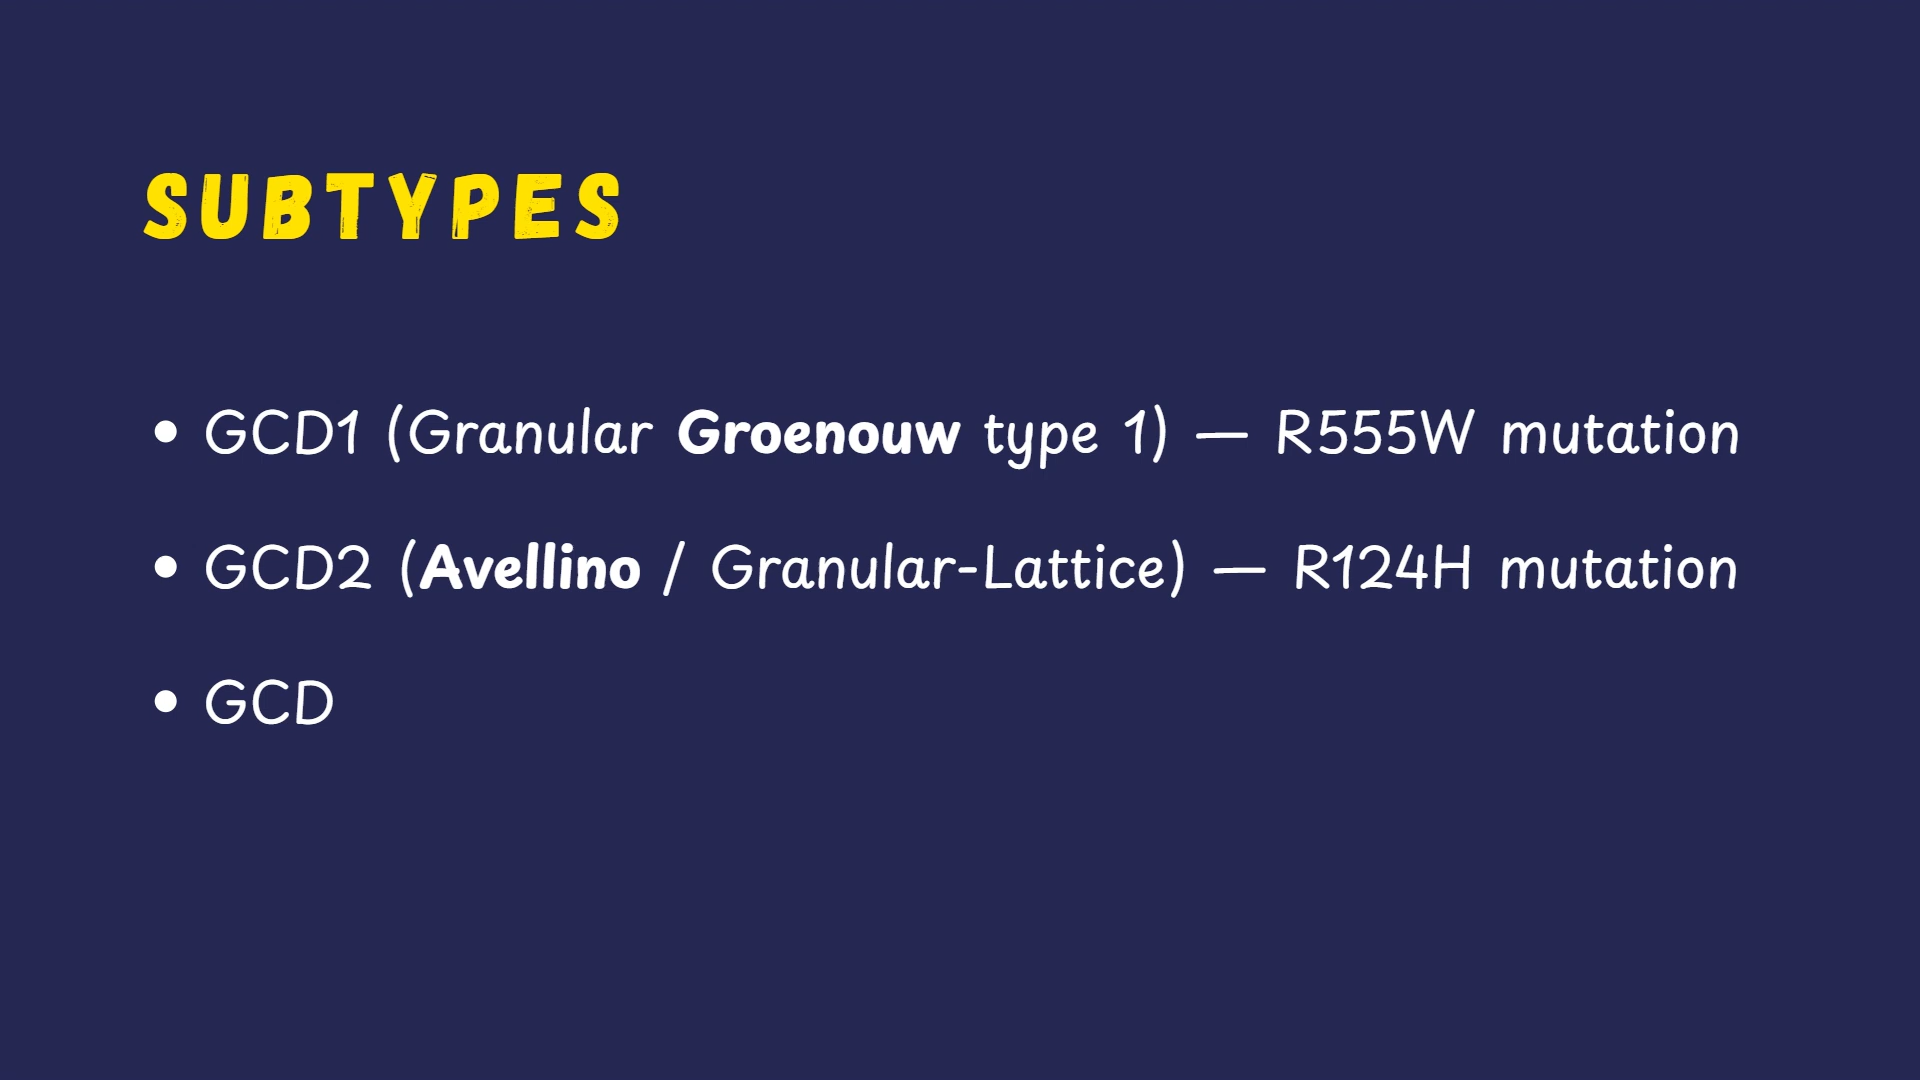 SUBTYPES
• GCD1 (Granular Groenouw type 1) — R555W mutation
• GCD2 (Avellino / Granular-Lattice) — R124H mutation
• GCD